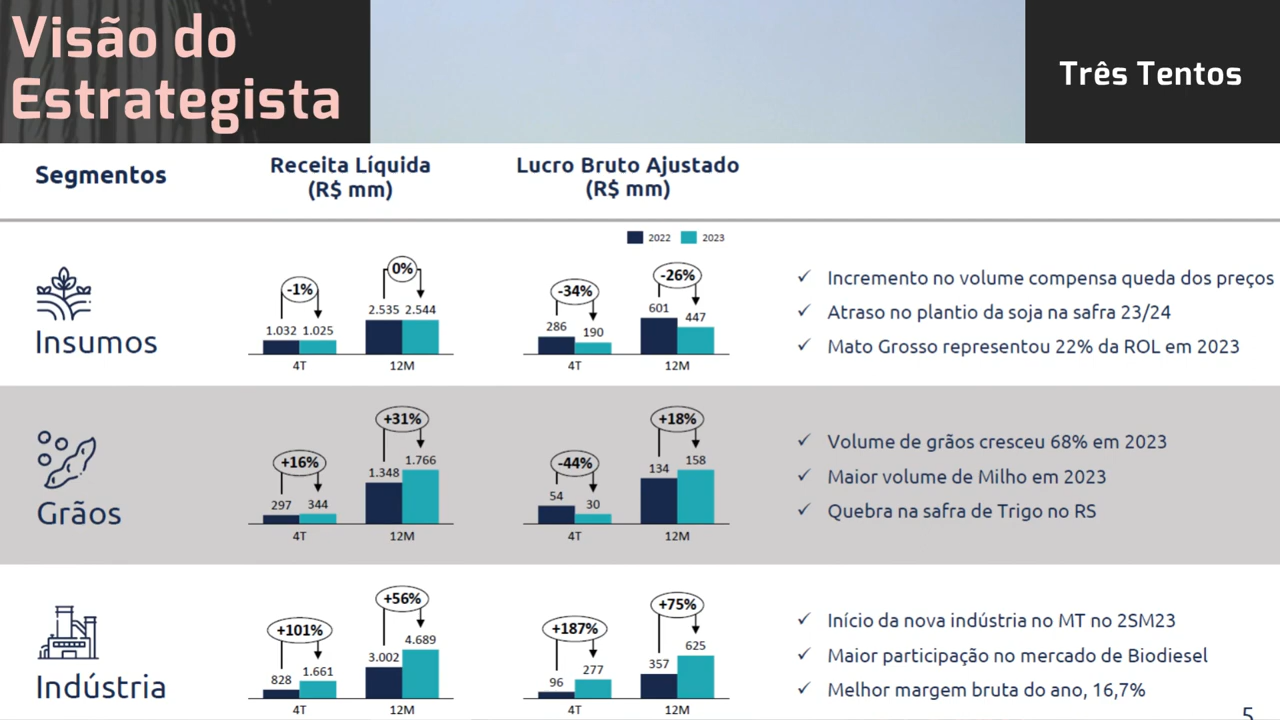 Visão do
Estrategista
Três Tentos
Segmentos
Receita Líquida
(R$ mm)
Lucro Bruto Ajustado
(R$ mm)
2022
2023
Insumos
-1%
1.032 1.025
4T
0%
2.535 2.544
12M
-34%
286 190
4T
-26%
601 447
12M
✓ Incremento no volume compensa queda dos preços
✓ Atraso no plantio da soja na safra 23/24
✓ Mato Grosso representou 22% da ROL em 2023
Grãos
+16%
297 344
4T
+31%
1.348 1.766
12M
-44%
54 30
4T
+18%
134 158
12M
✓ Volume de grãos cresceu 68% em 2023
✓ Maior volume de Milho em 2023
✓ Quebra na safra de Trigo no RS
Indústria
+101%
828 1.661
4T
+56%
3.002 4.689
12M
+187%
96 277
4T
+75%
357 625
12M
✓ Início da nova indústria no MT no 2SM23
✓ Maior participação no mercado de Biodiesel
✓ Melhor margem bruta do ano, 16,7%
5